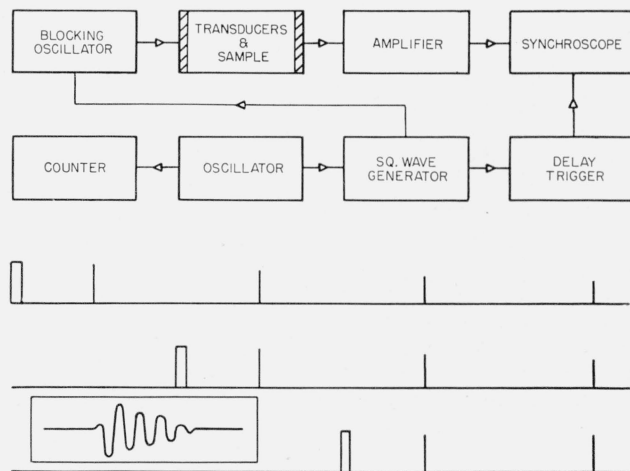 BLOCKING
OSCILLATOR
TRANSDUCERS
&
SAMPLE
AMPLIFIER
SYNCHROSCOPE
COUNTER
OSCILLATOR
SQ. WAVE
GENERATOR
DELAY
TRIGGER